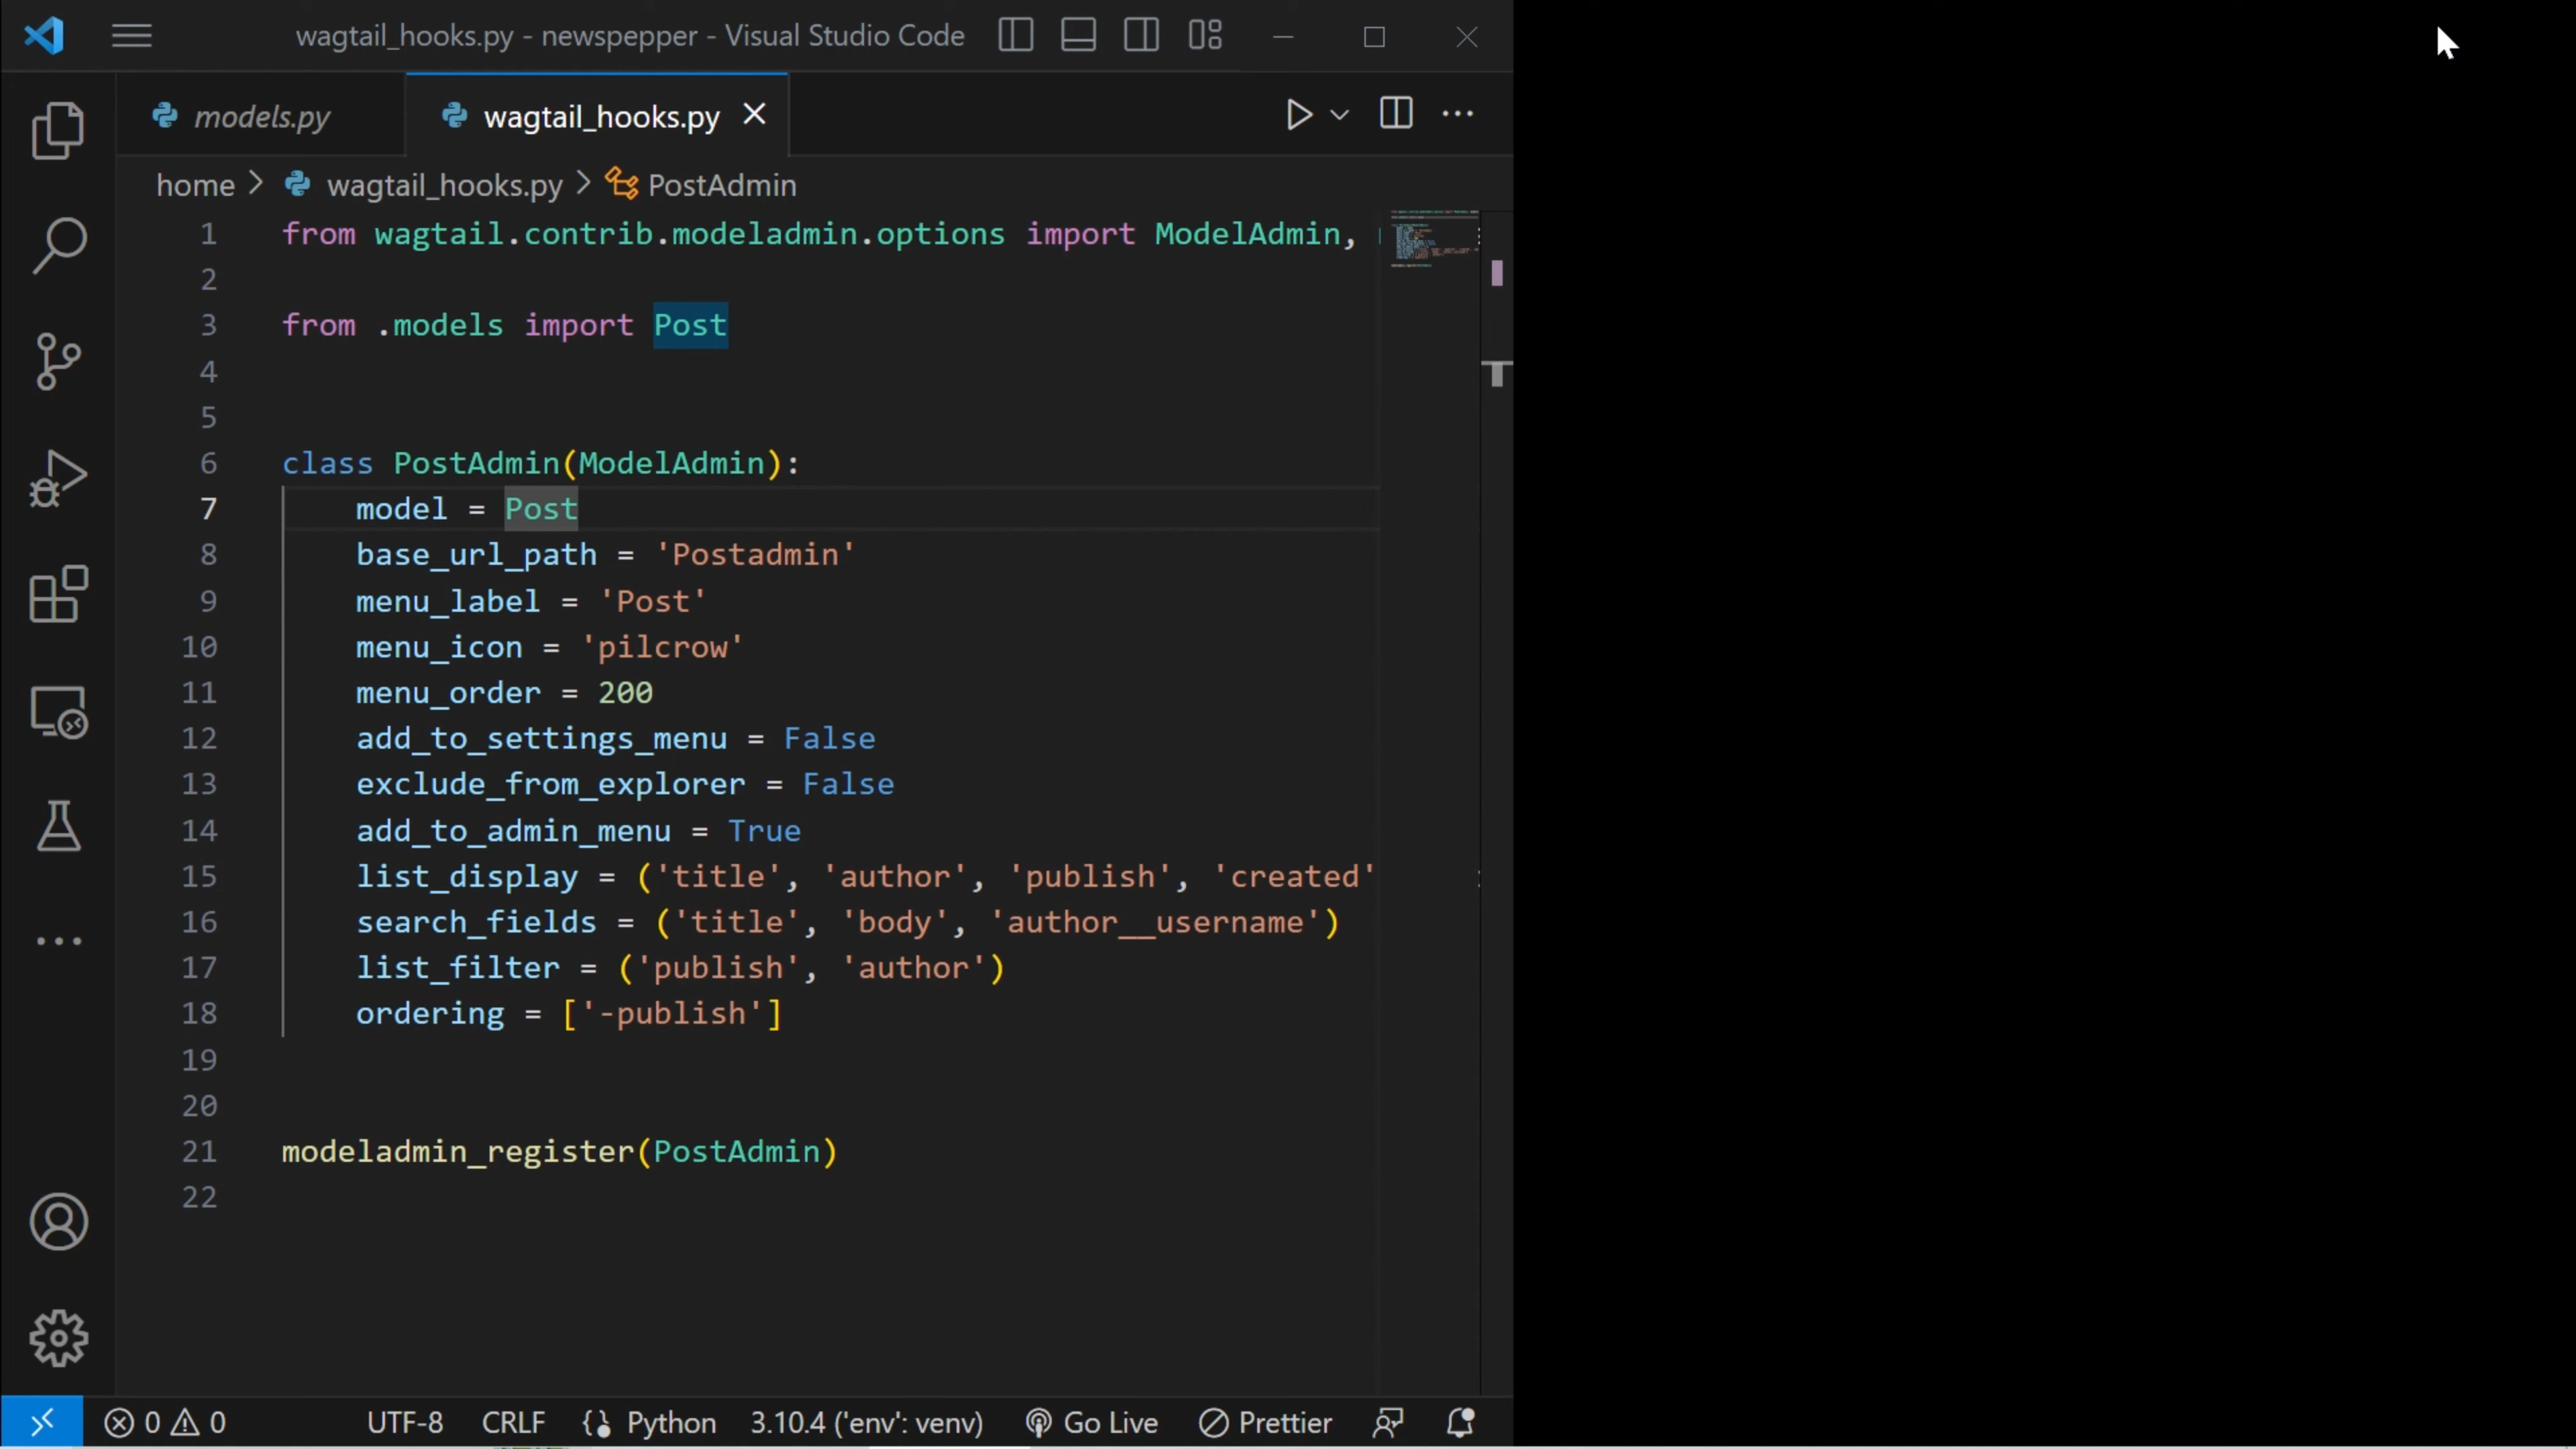 wagtail_hooks.py - newspepper - Visual Studio Code
models.py
wagtail_hooks.py
home > wagtail_hooks.py > PostAdmin
1 from wagtail.contrib.modeladmin.options import ModelAdmin,
2
3 from .models import Post
4
5
6 class PostAdmin(ModelAdmin):
7 model = Post
8 base_url_path = 'Postadmin'
9 menu_label = 'Post'
10 menu_icon = 'pilcrow'
11 menu_order = 200
12 add_to_settings_menu = False
13 exclude_from_explorer = False
14 add_to_admin_menu = True
15 list_display = ('title', 'author', 'publish', 'created'
16 search_fields = ('title', 'body', 'author__username')
17 list_filter = ('publish', 'author')
18 ordering = ['-publish']
19
20
21 modeladmin_register(PostAdmin)
22
0 0 UTF-8 CRLF Python 3.10.4 ('env': venv) Go Live Prettier